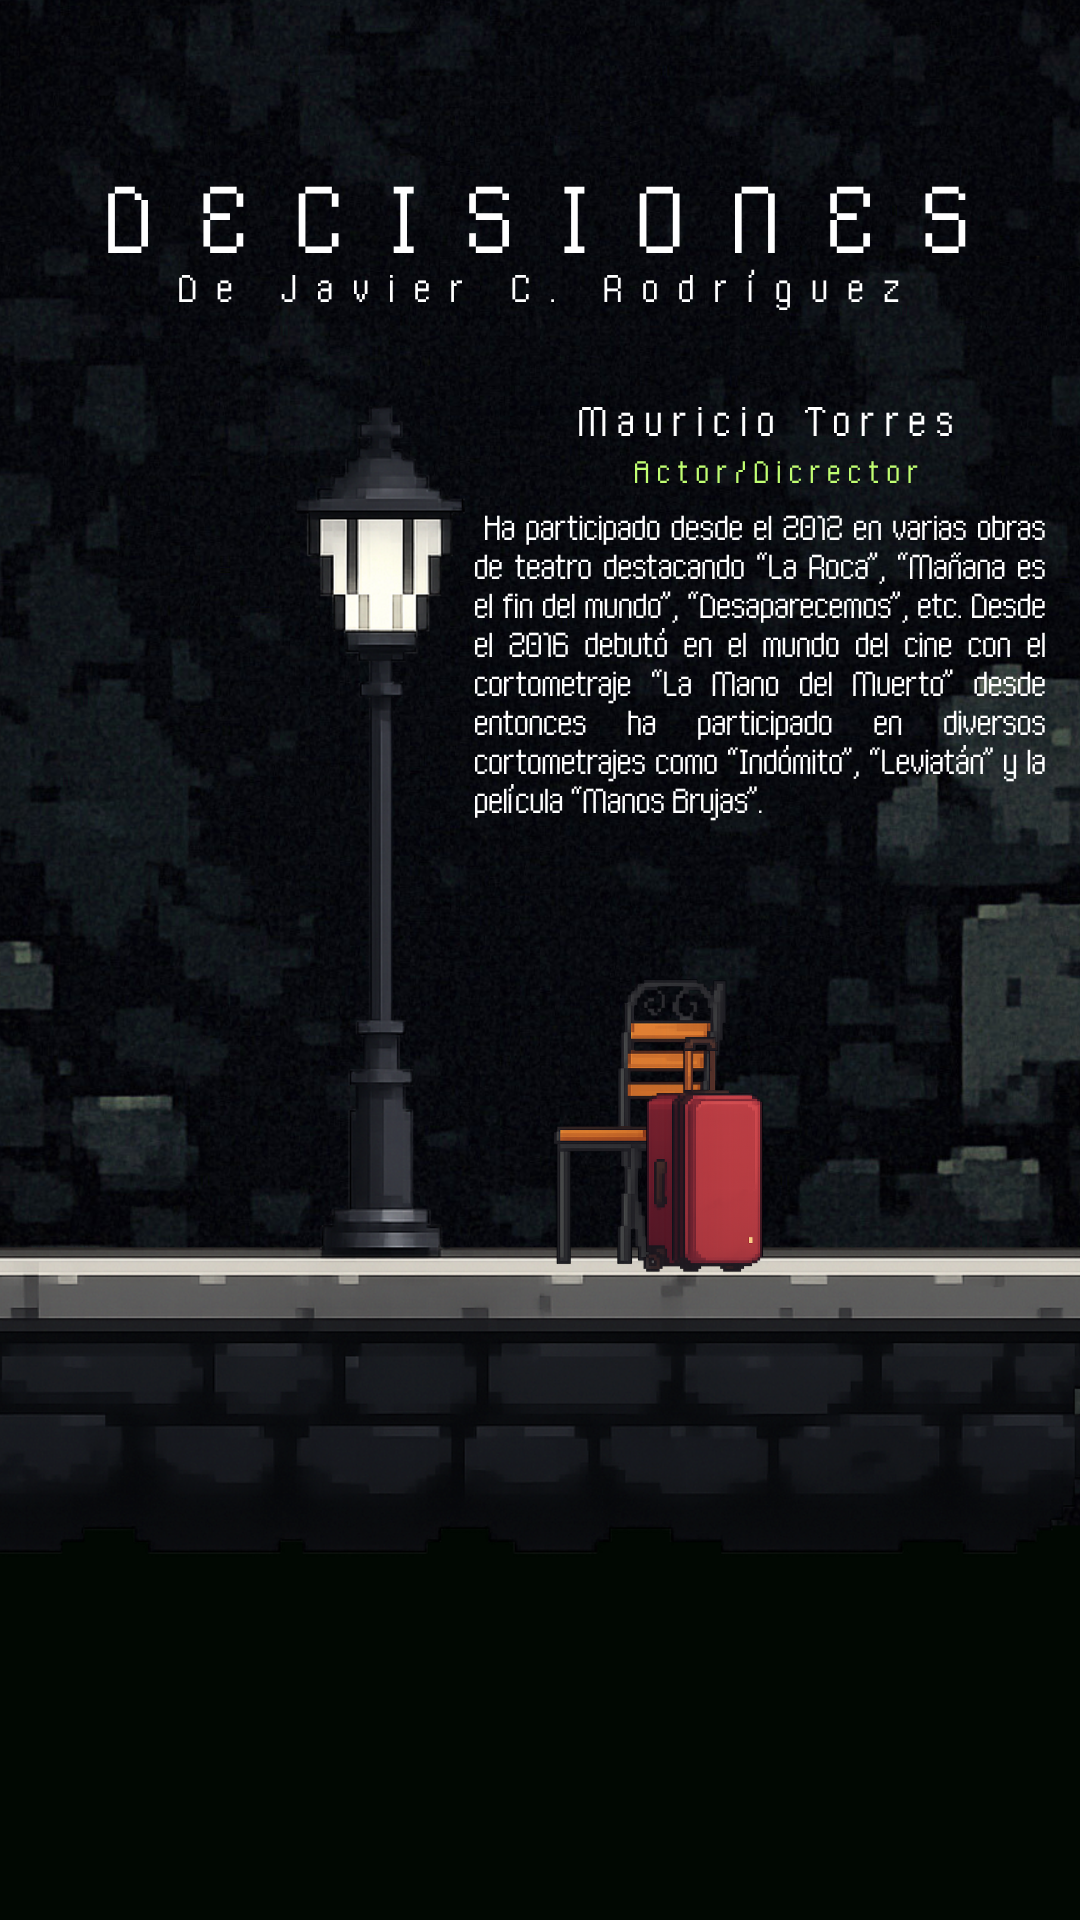 DECISIONES
De Javier C. Rodríguez
Mauricio Torres
Actor/Dicrector
Ha participado desde el 2012 en varias obras
de teatro destacando “La Roca”, “Mañana es
el fin del mundo”, “Desaparecemos”, etc. Desde
el 2016 debutó en el mundo del cine con el
cortometraje “La Mano del Muerto” desde
entonces ha participado en diversos
cortometrajes como “Indómito”, “Leviatán” y la
película “Manos Brujas”.